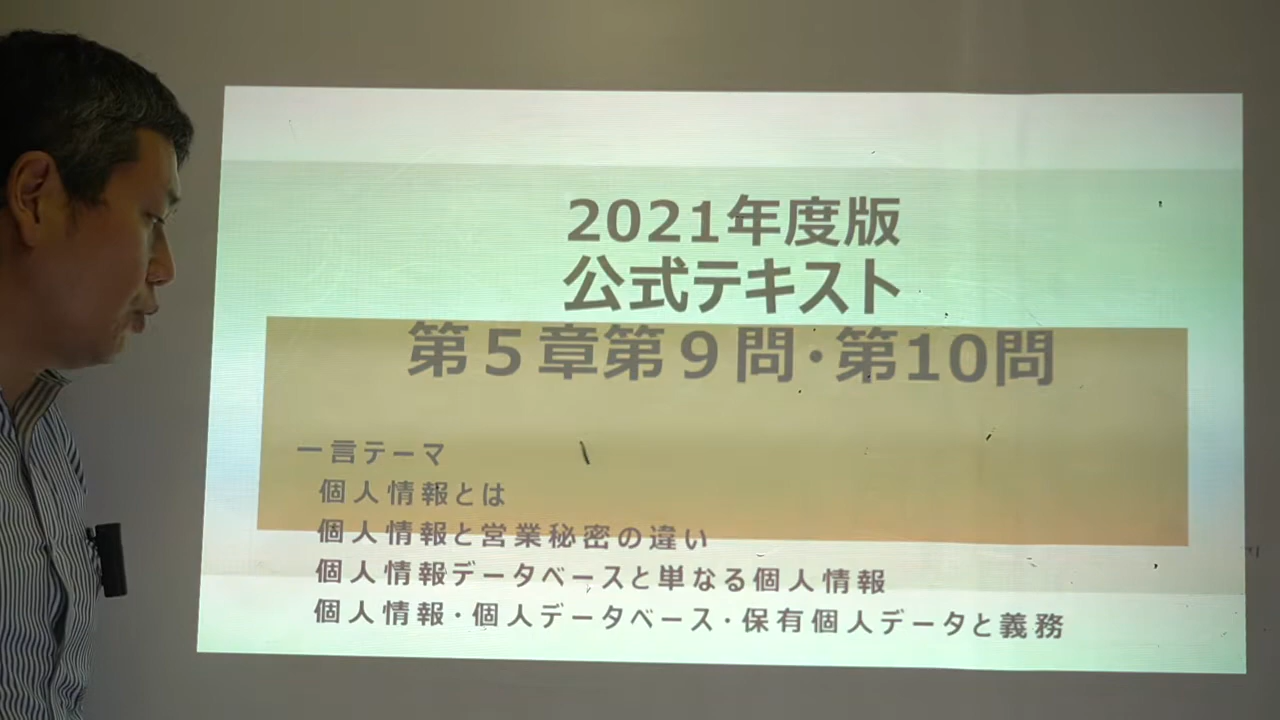 2021年度版
公式テキスト
第５章第９問・第10問
一言テーマ
個人情報とは
個人情報と営業秘密の違い
個人情報データベースと単なる個人情報
個人情報・個人データベース・保有個人データと義務